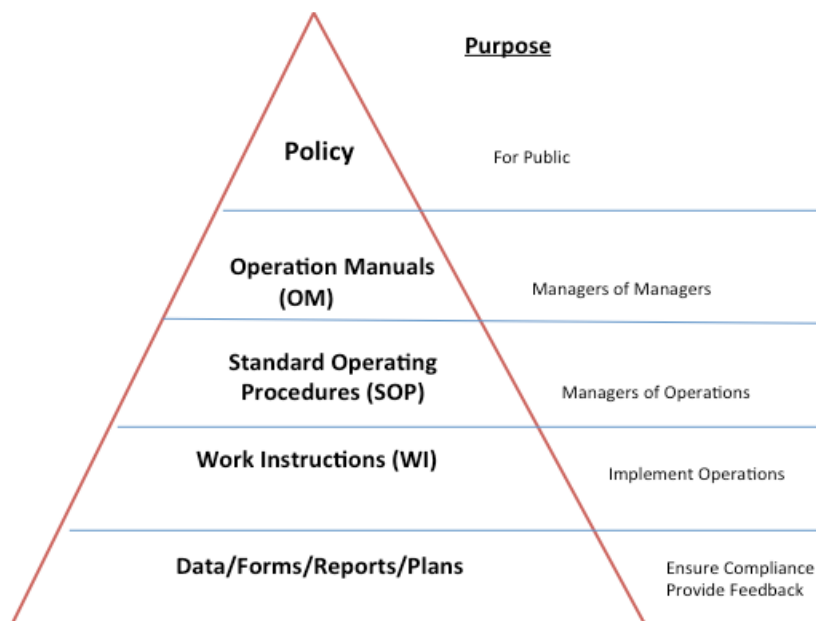 Purpose
Policy
For Public
Operation Manuals
(OM)
Managers of Managers
Standard Operating
Procedures (SOP)
Managers of Operations
Work Instructions (WI)
Implement Operations
Data/Forms/Reports/Plans
Ensure Compliance
Provide Feedback